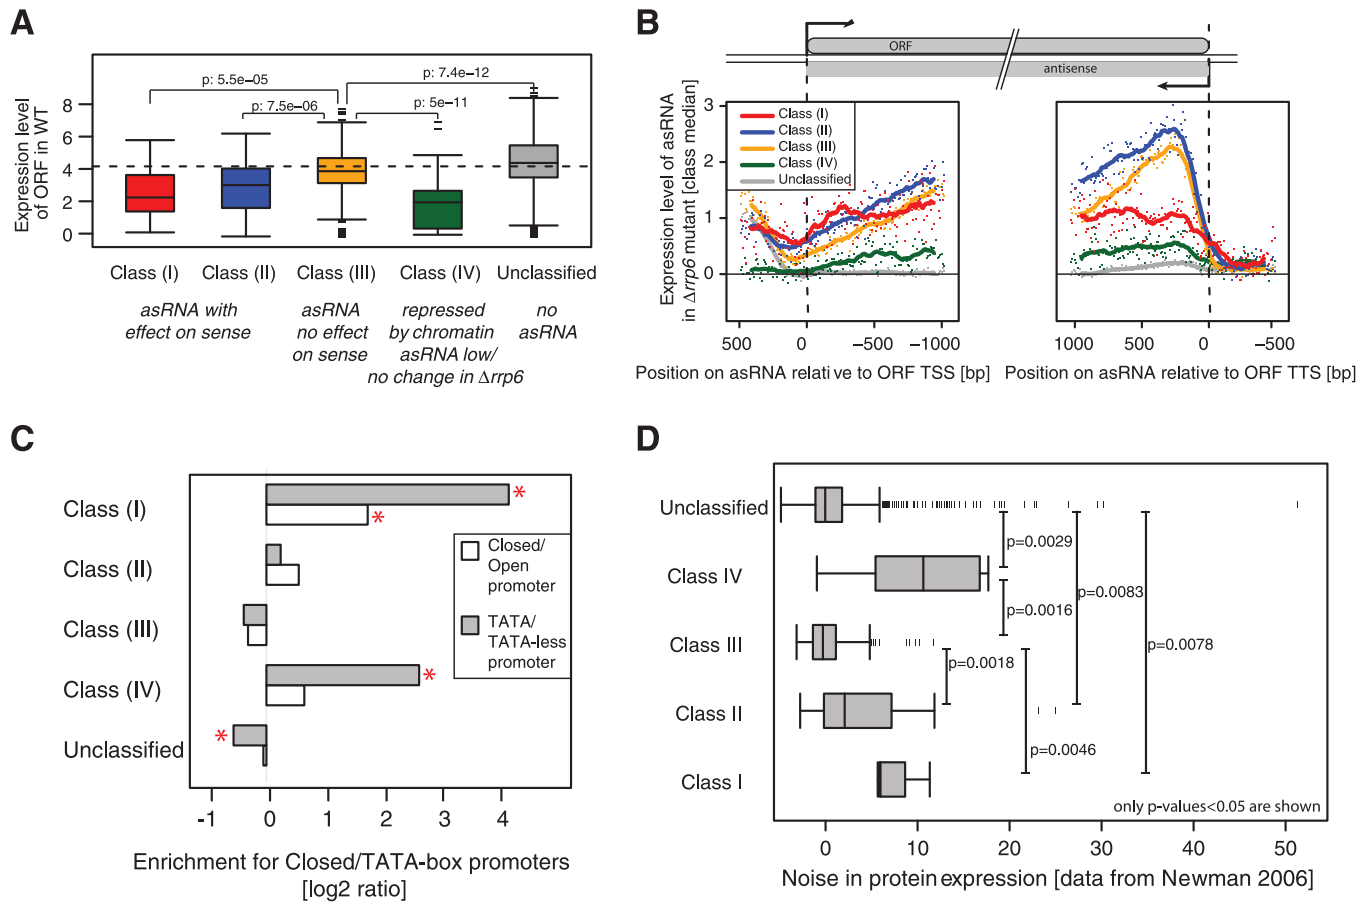 A
Expression level
of ORF in WT
8
6
4
2
0
p: 5.5e−05
p: 7.4e−12
p: 7.5e−06
p: 5e−11
Class (I)
Class (II)
Class (III)
Class (IV)
Unclassified
asRNA with
effect on sense
asRNA
no effect
on sense
repressed
by chromatin
asRNA low/
no change in Δrrp6
no
asRNA
B
ORF
antisense
Expression level of asRNA
in Δrrp6 mutant [class median]
3
2
1
0
Class (I)
Class (II)
Class (III)
Class (IV)
Unclassified
500
0
−500
−1000
Position on asRNA relative to ORF TSS [bp]
1000
500
0
−500
Position on asRNA relative to ORF TTS [bp]
C
Class (I)
Class (II)
Class (III)
Class (IV)
Unclassified
*
*
*
*
Closed/
Open
promoter
TATA/
TATA-less
promoter
-1
0
1
2
3
4
Enrichment for Closed/TATA-box promoters
[log2 ratio]
D
Unclassified
Class IV
Class III
Class II
Class I
p=0.0029
p=0.0083
p=0.0016
p=0.0078
p=0.0018
p=0.0046
only p-values<0.05 are shown
0
10
20
30
40
50
Noise in protein expression [data from Newman 2006]